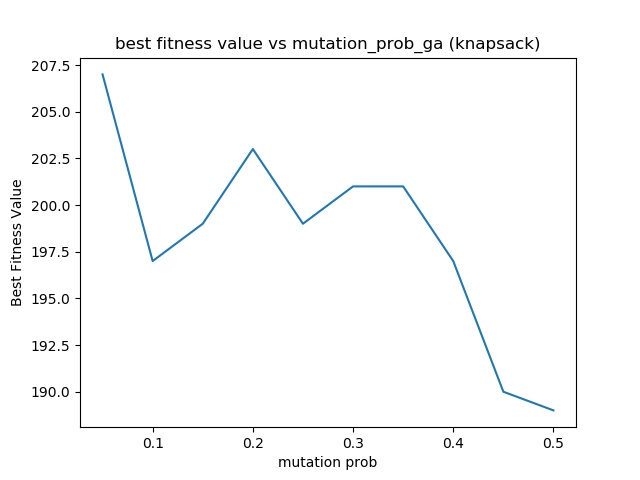 best fitness value vs mutation_prob_ga (knapsack)
207.5
205.0
202.5
200.0
197.5
195.0
192.5
190.0
Best Fitness Value
0.1 0.2 0.3 0.4 0.5
mutation prob